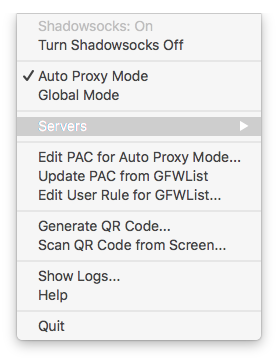 Shadowsocks: On
Turn Shadowsocks Off
✓ Auto Proxy Mode
Global Mode
Servers ▶
Edit PAC for Auto Proxy Mode...
Update PAC from GFWList
Edit User Rule for GFWList...
Generate QR Code...
Scan QR Code from Screen...
Show Logs...
Help
Quit